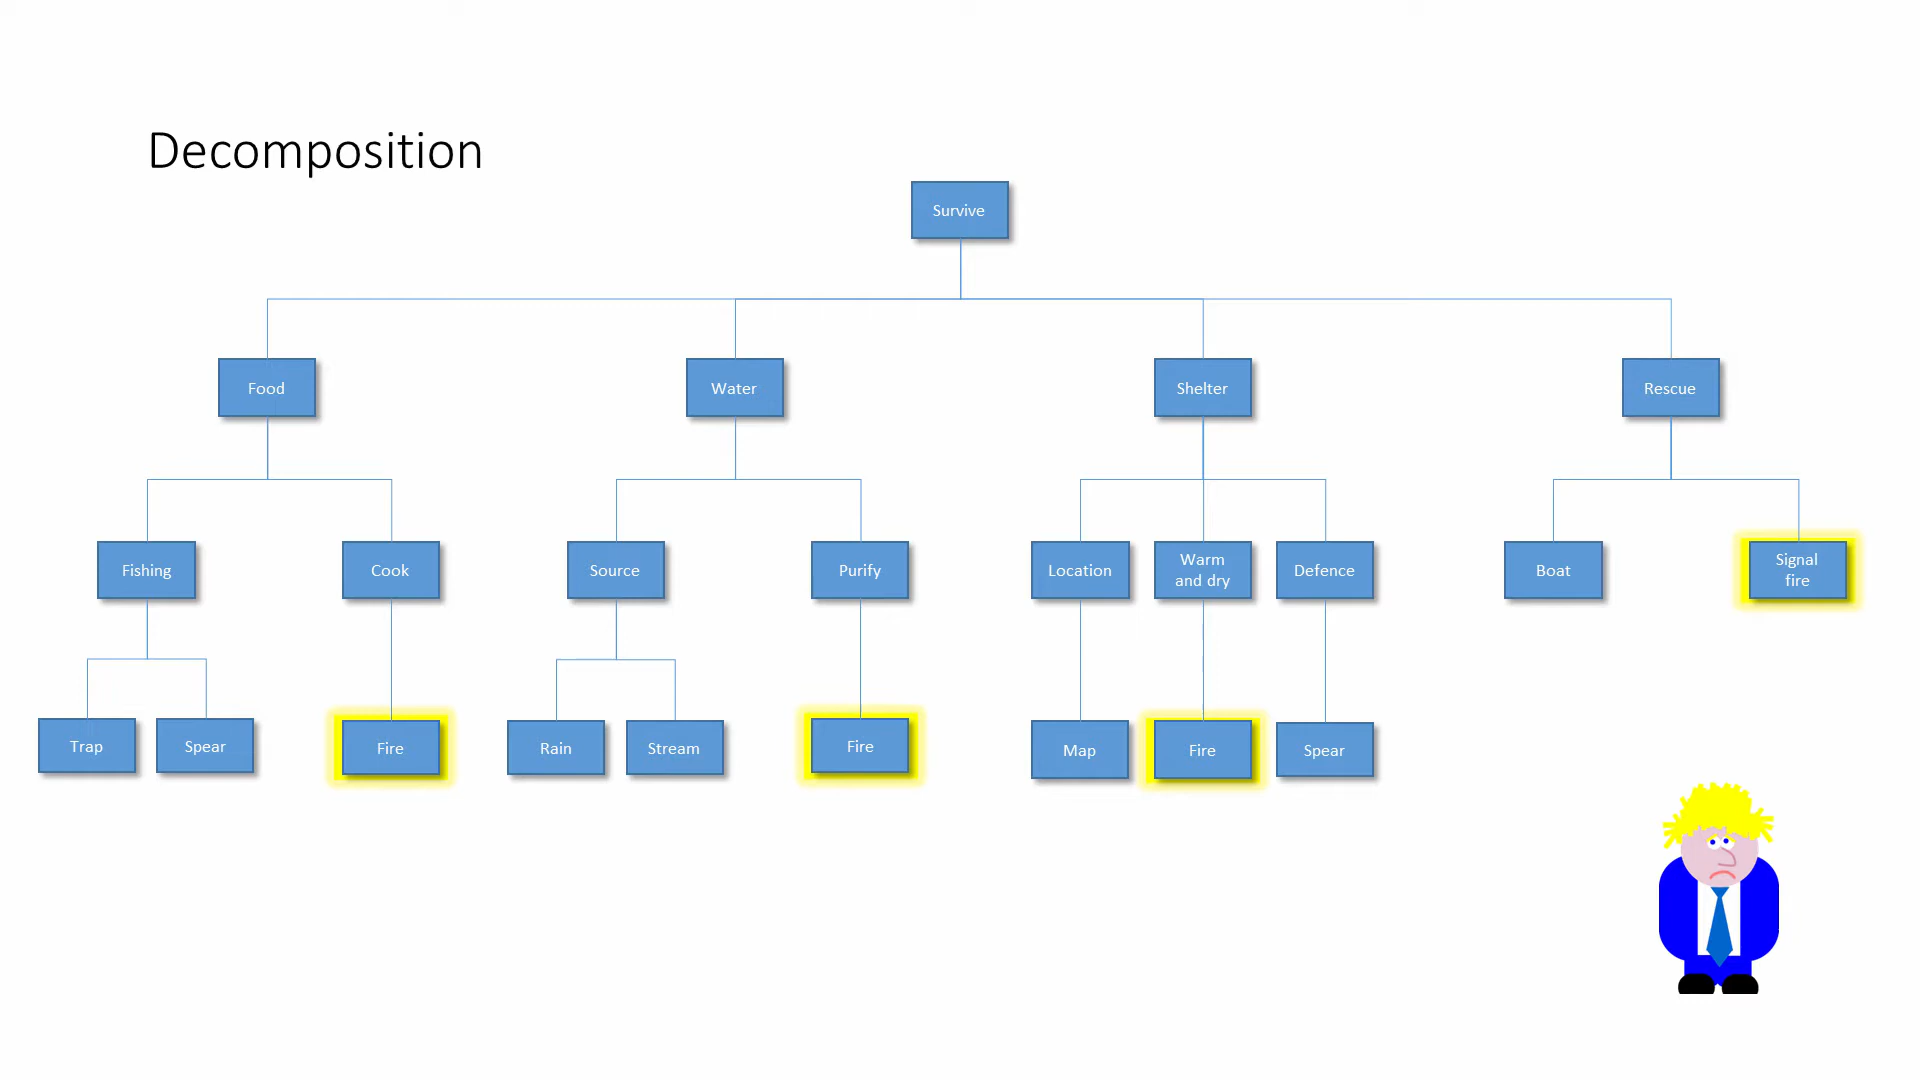 Decomposition
Survive
Food
Water
Shelter
Rescue
Fishing
Cook
Source
Purify
Location
Warm
and dry
Defence
Boat
Signal
fire
Trap
Spear
Fire
Rain
Stream
Fire
Map
Fire
Spear